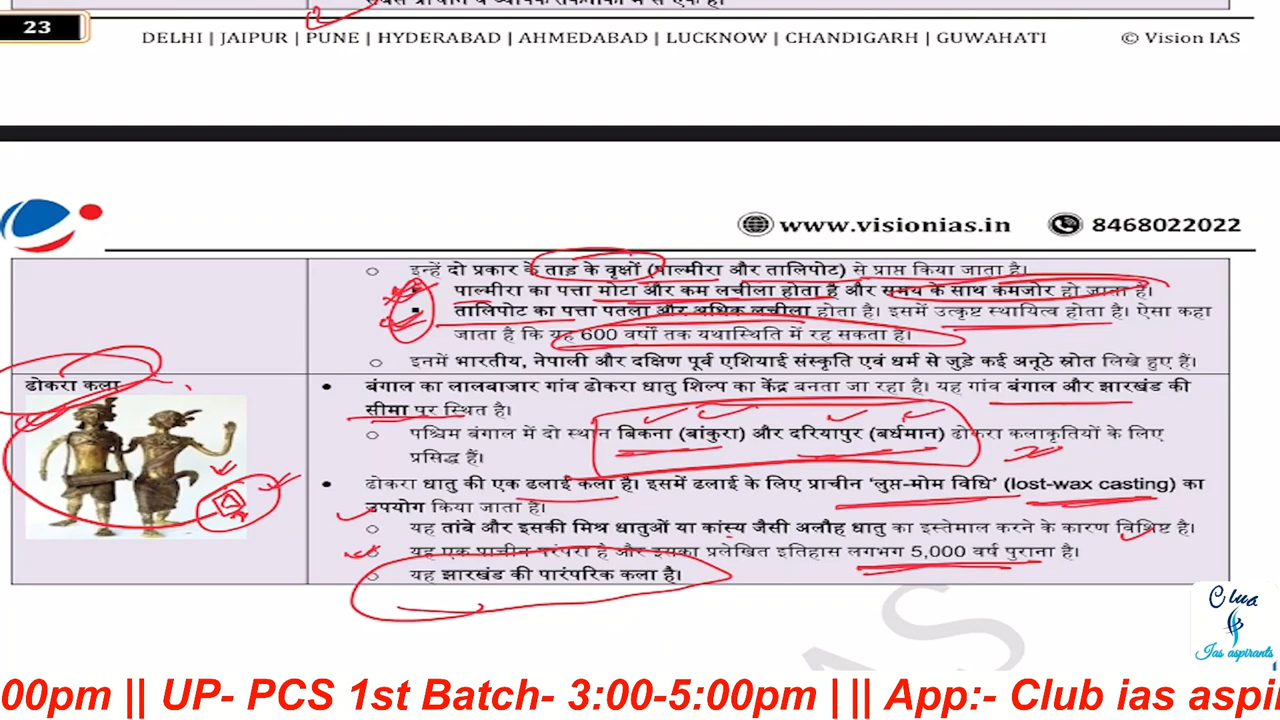 सबसे प्राचीन व व्यापक तकनीकों में से एक है।
23
DELHI | JAIPUR | PUNE | HYDERABAD | AHMEDABAD | LUCKNOW | CHANDIGARH | GUWAHATI © Vision IAS
www.visionias.in 8468022022
इन्हें दो प्रकार के ताड़ के वृक्षों (पाल्मीरा और तालिपोट) से प्राप्त किया जाता है।
पाल्मीरा का पत्ता मोटा और कम लचीला होता है और समय के साथ कमजोर हो जाता है।
तालिपोट का पत्ता पतला और अधिक लचीला होता है। इसमें उत्कृष्ट स्थायित्व होता है। ऐसा कहा
जाता है कि यह 600 वर्षों तक यथास्थिति में रह सकता है।
इनमें भारतीय, नेपाली और दक्षिण पूर्व एशियाई संस्कृति एवं धर्म से जुड़े कई अनूठे स्रोत लिखे हुए हैं।
ढोकरा कला
बंगाल का लालबाजार गांव ढोकरा धातु शिल्प का केंद्र बनता जा रहा है। यह गांव बंगाल और झारखंड की
सीमा पर स्थित है।
पश्चिम बंगाल में दो स्थान बिकना (बांकुरा) और दरियापुर (बर्धमान) ढोकरा कलाकृतियों के लिए
प्रसिद्ध हैं।
ढोकरा धातु की एक ढलाई कला है। इसमें ढलाई के लिए प्राचीन 'लुप्त-मोम विधि' (lost-wax casting) का
उपयोग किया जाता है।
यह तांबे और इसकी मिश्र धातुओं या कांस्य जैसी अलौह धातु का इस्तेमाल करने के कारण विशिष्ट है।
यह एक प्राचीन परंपरा है और इसका प्रलेखित इतिहास लगभग 5,000 वर्ष पुराना है।
यह झारखंड की पारंपरिक कला है।
AS
Club
Ias aspirants
00pm || UP- PCS 1st Batch- 3:00-5:00pm | || App:- Club ias aspi